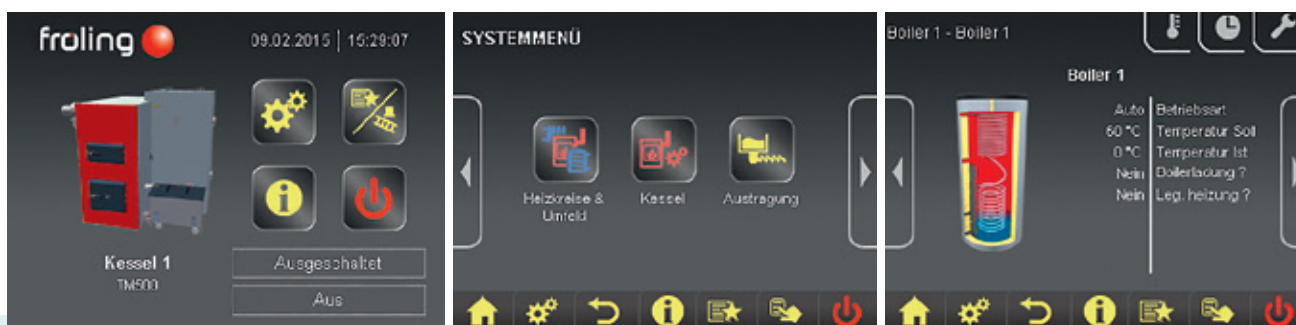 froling
09.02.2015 | 15:29:07
Kessel 1
TM500
Ausgeschaltet
Aus
SYSTEMMENÜ
Heizkreise &
Umfeld
Kessel
Austragung
Boiler 1 - Boiler 1
Boiler 1
Auto Betriebsart
60 °C Temperatur Soll
0 °C Temperatur Ist
Nein Boilerladung ?
Nein Leg. heizung ?